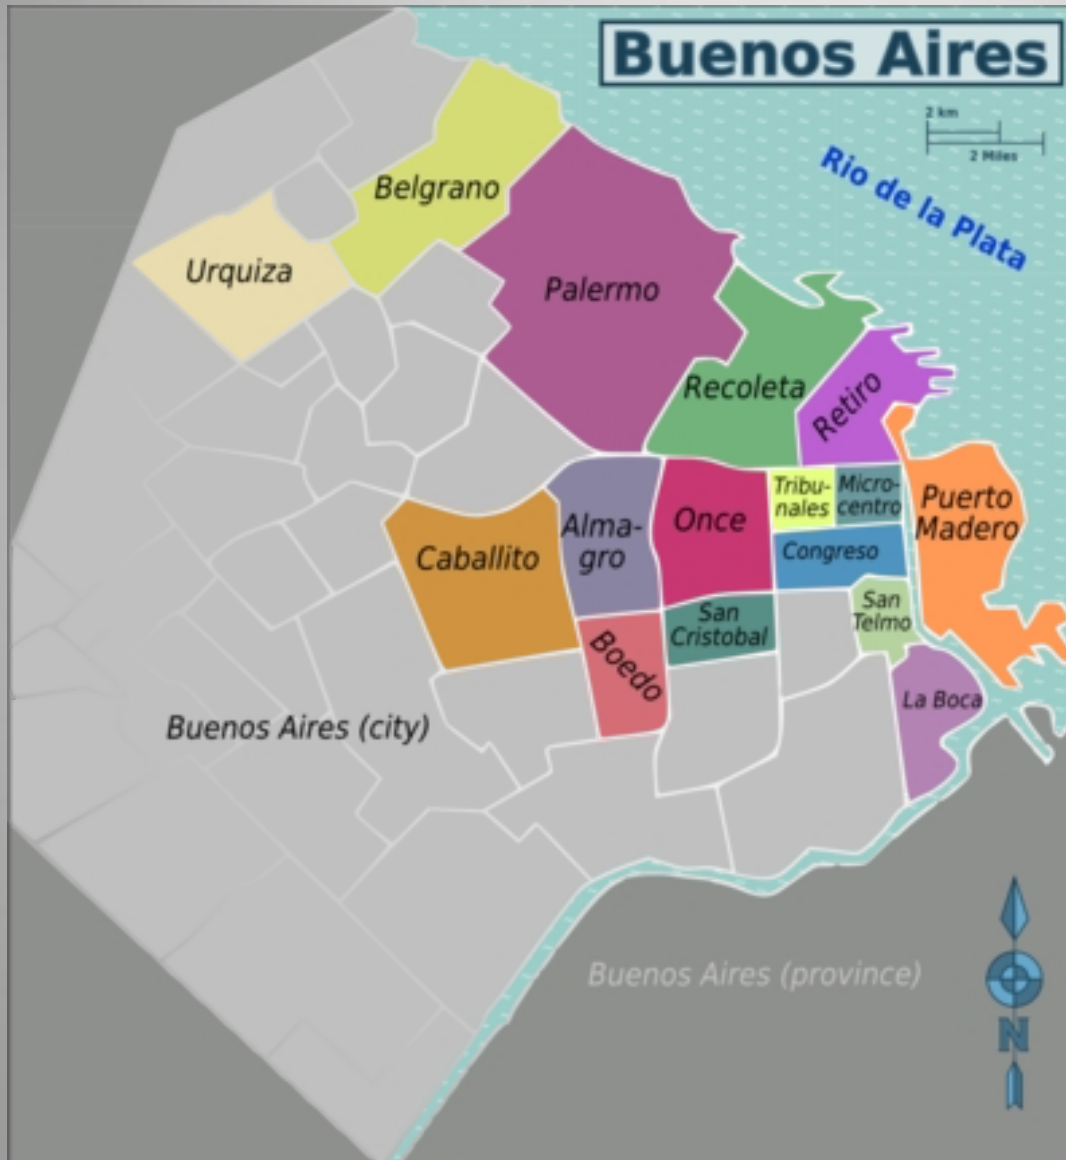 Buenos Aires
2 km
2 Miles
Rio de la Plata
Belgrano
Urquiza
Palermo
Recoleta
Retiro
Tribu-
nales
Micro-
centro
Puerto
Madero
Alma-
gro
Once
Caballito
Congreso
San
Telmo
San
Cristobal
Boedo
La Boca
Buenos Aires (city)
Buenos Aires (province)
N